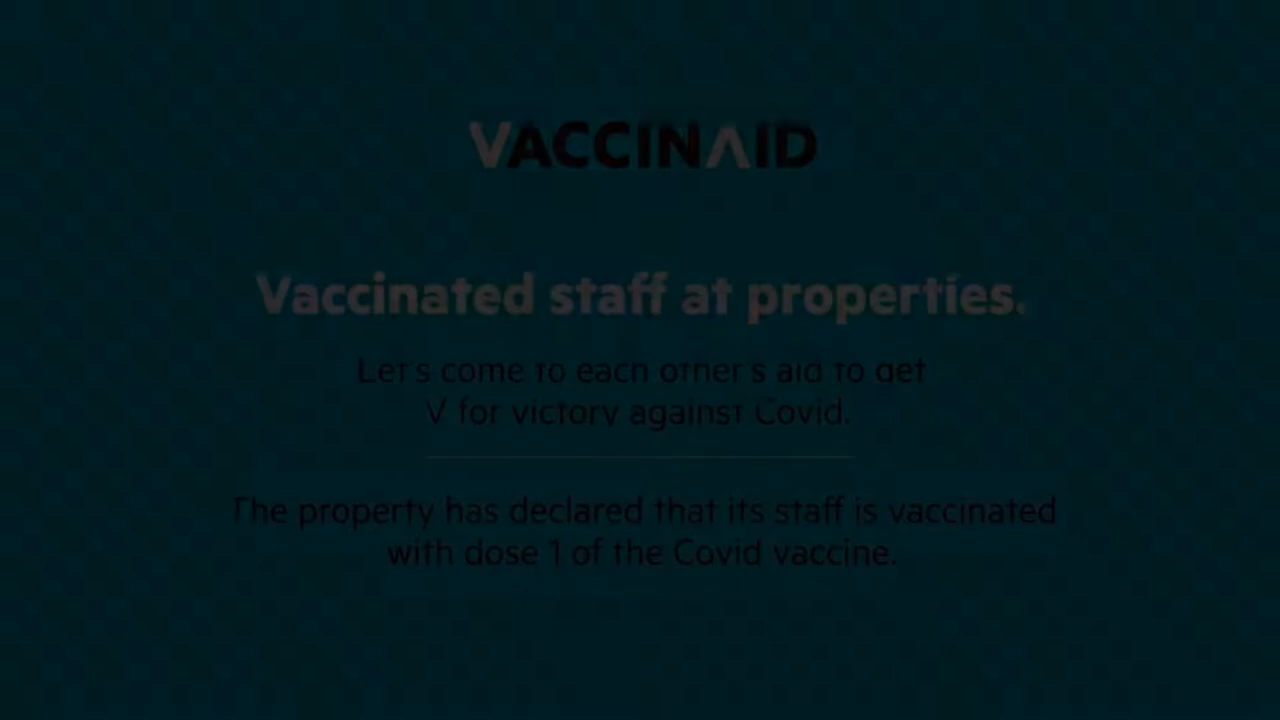 VACCINAID
Vaccinated staff at properties.
Let's come to each other's aid to get
V for victory against Covid.
The property has declared that its staff is vaccinated
with dose 1 of the Covid vaccine.